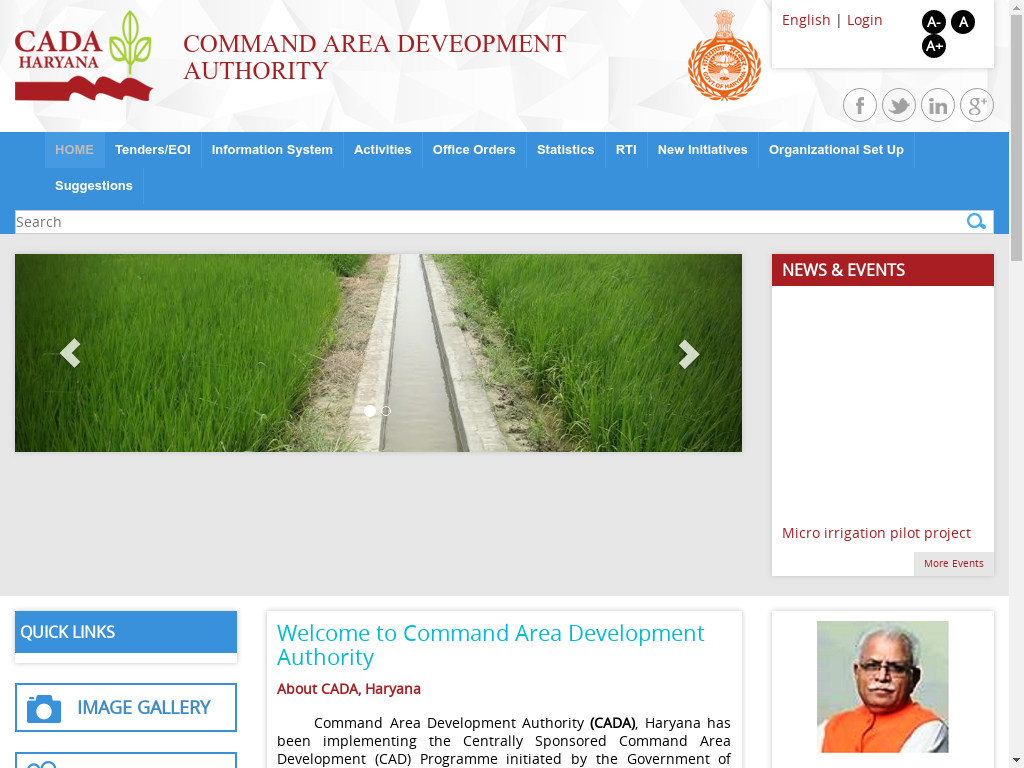 CADA
HARYANA
COMMAND AREA DEVEOPMENT
AUTHORITY
English | Login
A-
A
A+
HOME
Tenders/EOI
Information System
Activities
Office Orders
Statistics
RTI
New Initiatives
Organizational Set Up
Suggestions
Search
NEWS & EVENTS
Micro irrigation pilot project
More Events
QUICK LINKS
IMAGE GALLERY
Welcome to Command Area Development
Authority
About CADA, Haryana
Command Area Development Authority (CADA), Haryana has
been implementing the Centrally Sponsored Command Area
Development (CAD) Programme initiated by the Government of